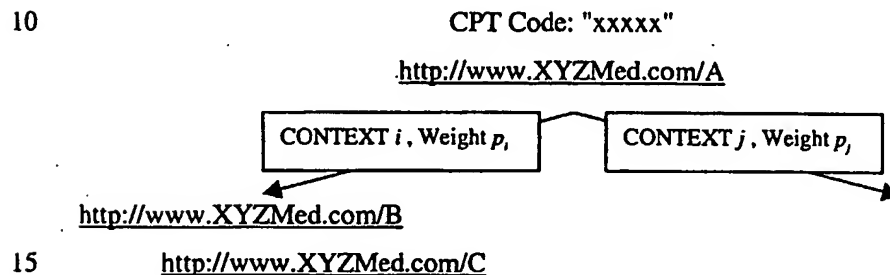 10 CPT Code: "xxxxx"
http://www.XYZMed.com/A
CONTEXT i, Weight pᵢ CONTEXT j, Weight pⱼ
http://www.XYZMed.com/B
15 http://www.XYZMed.com/C